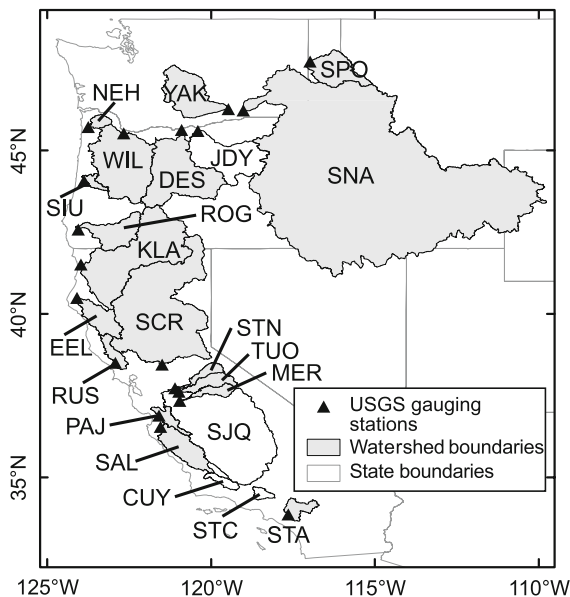 SPO
YAK
NEH
45°N
WIL
JDY
DES
SNA
SIU
ROG
KLA
40°N
SCR
STN
EEL
TUO
MER
RUS
USGS gauging
stations
PAJ
SJQ
Watershed boundaries
SAL
State boundaries
35°N
CUY
STC
STA
125°W
120°W
115°W
110°W